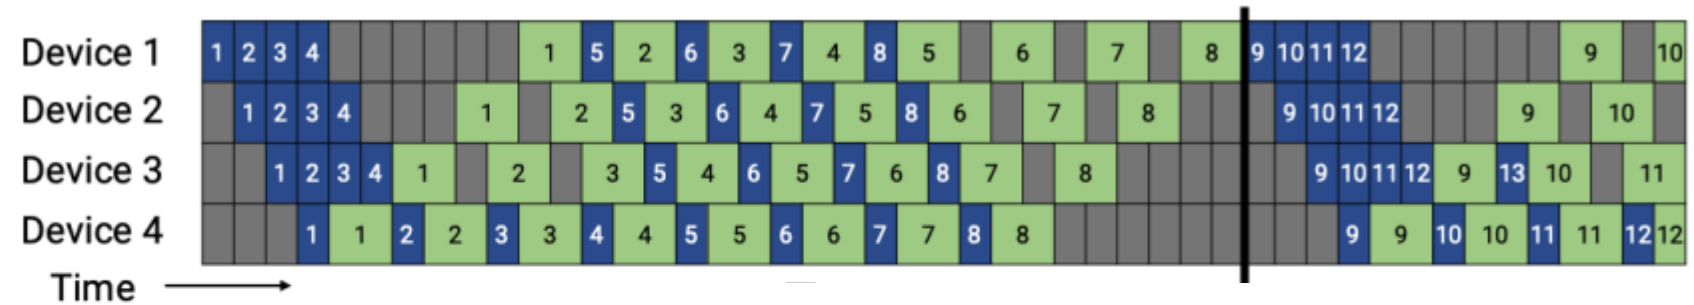 Device 1 1 2 3 4 1 5 2 6 3 7 4 8 5 6 7 8 9 10 11 12 9 10
Device 2 1 2 3 4 1 2 5 3 6 4 7 5 8 6 7 8 9 10 11 12 9 10
Device 3 1 2 3 4 1 2 3 5 4 6 5 7 6 8 7 8 9 10 11 12 9 13 10 11
Device 4 1 1 2 2 3 3 4 4 5 5 6 6 7 7 8 8 9 9 10 10 11 11 12 12
Time